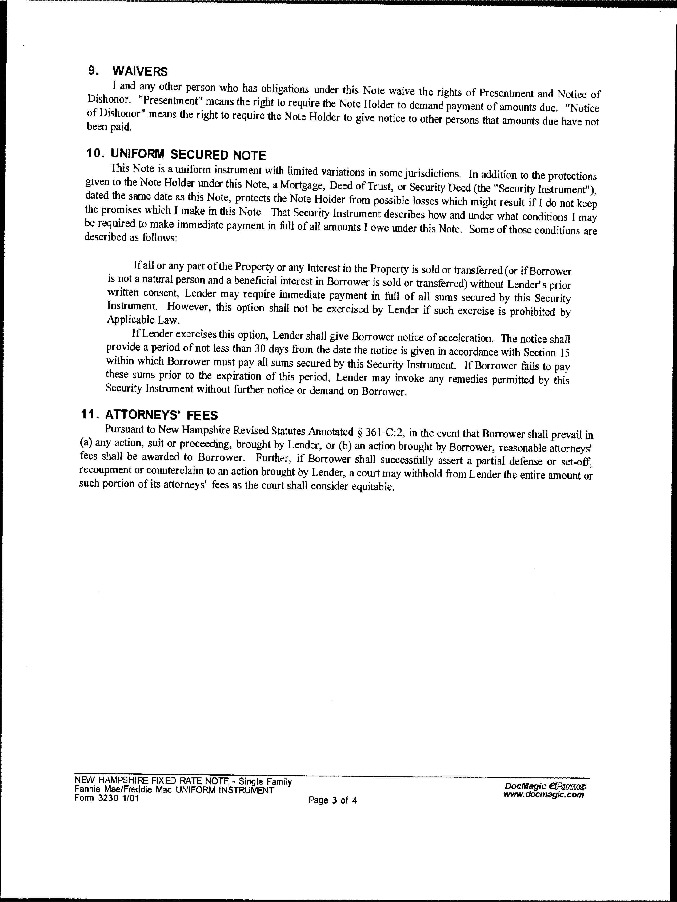 9. WAIVERS
I and any other person who has obligations under this Note waive the rights of Presentment and Notice of
Dishonor. "Presentment" means the right to require the Note Holder to demand payment of amounts due. "Notice
of Dishonor" means the right to require the Note Holder to give notice to other persons that amounts due have not
been paid.
10. UNIFORM SECURED NOTE
This Note is a uniform instrument with limited variations in some jurisdictions. In addition to the protections
given to the Note Holder under this Note, a Mortgage, Deed of Trust, or Security Deed (the "Security Instrument"),
dated the same date as this Note, protects the Note Holder from possible losses which might result if I do not keep
the promises which I make in this Note. That Security Instrument describes how and under what conditions I may
be required to make immediate payment in full of all amounts I owe under this Note. Some of those conditions are
described as follows:
If all or any part of the Property or any Interest in the Property is sold or transferred (or if Borrower
is not a natural person and a beneficial interest in Borrower is sold or transferred) without Lender's prior
written consent, Lender may require immediate payment in full of all sums secured by this Security
Instrument. However, this option shall not be exercised by Lender if such exercise is prohibited by
Applicable Law.
If Lender exercises this option, Lender shall give Borrower notice of acceleration. The notice shall
provide a period of not less than 30 days from the date the notice is given in accordance with Section 15
within which Borrower must pay all sums secured by this Security Instrument. If Borrower fails to pay
these sums prior to the expiration of this period, Lender may invoke any remedies permitted by this
Security Instrument without further notice or demand on Borrower.
11. ATTORNEYS' FEES
Pursuant to New Hampshire Revised Statutes Annotated § 361-C:2, in the event that Borrower shall prevail in
(a) any action, suit or proceeding, brought by Lender, or (b) an action brought by Borrower, reasonable attorneys'
fees shall be awarded to Borrower. Further, if Borrower shall successfully assert a partial defense or set-off,
recoupment or counterclaim to an action brought by Lender, a court may withhold from Lender the entire amount or
such portion of its attorneys' fees as the court shall consider equitable.
NEW HAMPSHIRE FIXED RATE NOTE - Single Family
Fannie Mae/Freddie Mac UNIFORM INSTRUMENT
Form 3230 1/01
Page 3 of 4
DocMagic
www.docmagic.com